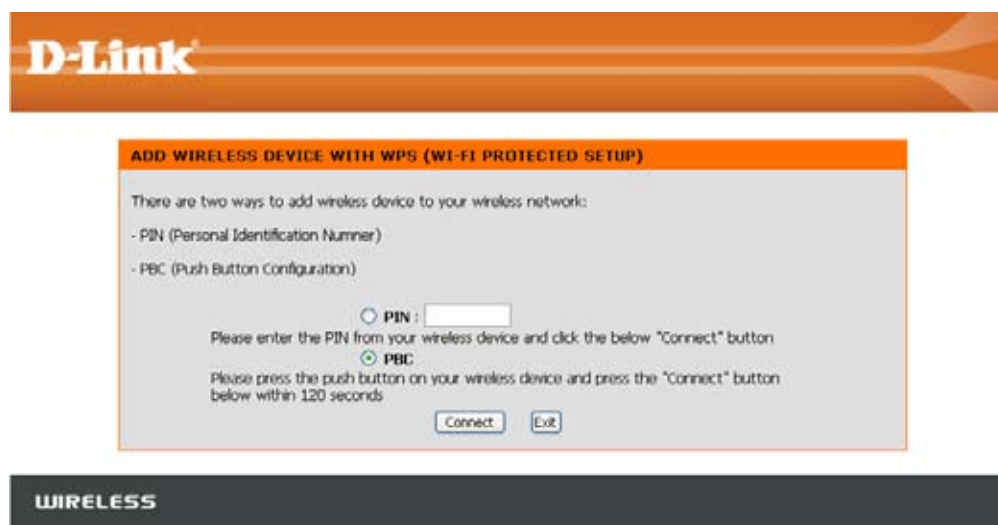 D-Link
ADD WIRELESS DEVICE WITH WPS (WI-FI PROTECTED SETUP)
There are two ways to add wireless device to your wireless network:
- PIN (Personal Identification Numner)
- PBC (Push Button Configuration)
PIN :
Please enter the PIN from your wireless device and click the below "Connect" button
PBC
Please press the push button on your wireless device and press the "Connect" button
below within 120 seconds
Connect Exit
WIRELESS